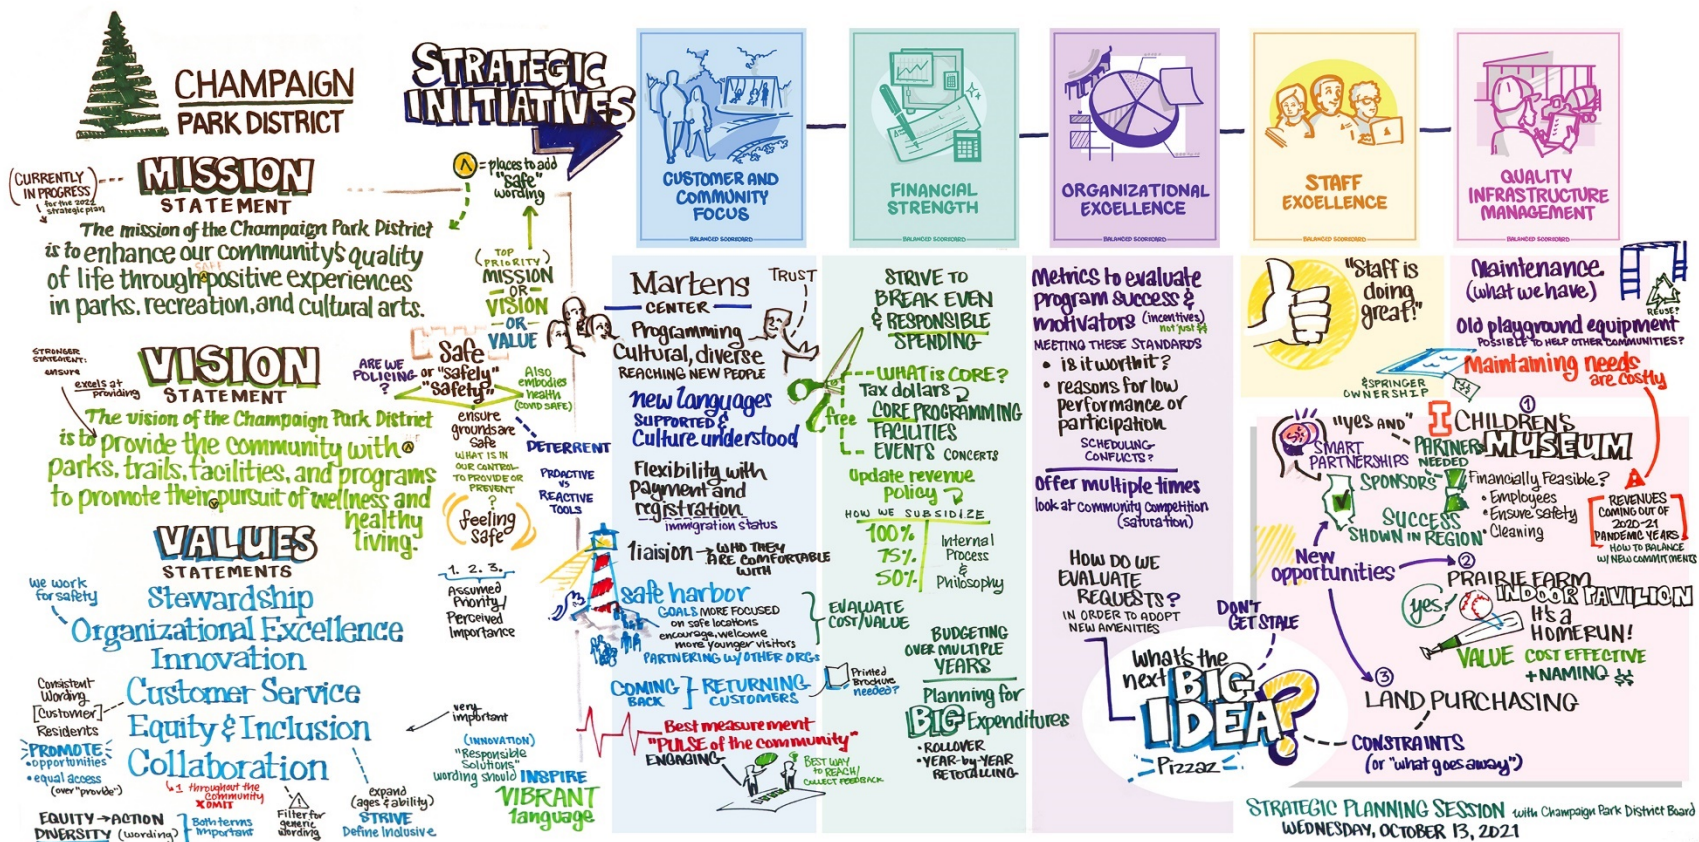 CHAMPAIGN
PARK DISTRICT
CURRENTLY
IN PROGRESS
for the 2022
strategic plan
MISSION
STATEMENT
The mission of the Champaign Park District
is to enhance our community's quality
of life through positive experiences
SAFE
in parks, recreation, and cultural arts.
STRONGER
STATEMENT:
ensure
excels at
providing
VISION
STATEMENT
The vision of the Champaign Park District
is to provide the community with
parks, trails, facilities, and programs
to promote their pursuit of wellness and
healthy
living.
VALUES
STATEMENTS
we work
for safety
Stewardship
Organizational Excellence
Innovation
Customer Service
Equity & Inclusion
Collaboration
Consistent
Wording
[Customer]
Residents
PROMOTE
• opportunities
• equal access
(over "provide")
1 throughout the
community
X OMIT
EQUITY → ACTION
DIVERSITY (wording)
Both terms
important
Filter for
generic
wording
expand
(ages & ability)
STRIVE
Define Inclusive
STRATEGIC
INITIATIVES
= places to add
"safe"
wording
(TOP
PRIORITY)
MISSION
OR
VISION
OR
VALUE
ARE WE
POLICING
?
Safe
or "safely"
"safety"
Also
embodies
health
(COVID SAFE)
ensure
grounds are
safe
WHAT IS IN
OUR CONTROL
TO PROVIDE OR
PREVENT
?
feeling
safe
DETERRENT
PROACTIVE
VS
REACTIVE
TOOLS
1. 2. 3.
Assumed
Priority/
Perceived
Importance
very
important
(INNOVATION)
"Responsible
Solutions"
wording should INSPIRE
VIBRANT
language
CUSTOMER AND
COMMUNITY
FOCUS
BALANCED SCORECARD
Martens
CENTER
TRUST
Programming
Cultural, diverse
REACHING NEW PEOPLE
new languages
SUPPORTED &
Culture understood
Flexibility with
payment and
registration
immigration status
liaision → WHO THEY
ARE COMFORTABLE
WITH
safe harbor
GOALS MORE FOCUSED
on safe locations
encourage, welcome
more younger visitors
PARTNERING W/ OTHER ORGS
COMING
BACK
RETURNING
CUSTOMERS
Printed
Brochure
needed?
Best measurement
"PULSE of the community"
ENGAGING
BEST WAY
TO REACH/
COLLECT FEEDBACK
FINANCIAL
STRENGTH
BALANCED SCORECARD
STRIVE TO
BREAK EVEN
& RESPONSIBLE
SPENDING
WHAT is CORE?
Tax dollars
free
CORE PROGRAMMING
FACILITIES
EVENTS CONCERTS
Update revenue
Policy
HOW WE SUBSIDIZE
100%
75%
50%
Internal
Process
&
Philosophy
EVALUATE
COST/VALUE
BUDGETING
OVER MULTIPLE
YEARS
Planning for
BIG Expenditures
• ROLLOVER
• YEAR-by-YEAR
RETOTALLING
ORGANIZATIONAL
EXCELLENCE
BALANCED SCORECARD
Metrics to evaluate
program success &
motivators (incentives)
not just $$
MEETING THESE STANDARDS
• is it worth it?
• reasons for low
performance or
participation
SCHEDULING
CONFLICTS?
Offer multiple times
look at community competition
(saturation)
HOW DO WE
EVALUATE
REQUESTS?
IN ORDER TO ADOPT
NEW AMENITIES
DON'T
GET STALE
What's the
next BIG
IDEA?
Pizzaz
STAFF
EXCELLENCE
BALANCED SCORECARD
"Staff is
doing
great!"
QUALITY
INFRASTRUCTURE
MANAGEMENT
BALANCED SCORECARD
Maintenance
(what we have)
REUSE?
Old playground equipment
POSSIBLE TO HELP OTHER COMMUNITIES?
Maintaining needs
are costly
& SPRINGER
OWNERSHIP
$$
"yes AND"
SMART
PARTNERSHIPS
I
PARTNERS
NEEDED
SPONSORS
SUCCESS
SHOWN IN REGION
1
CHILDREN'S
MUSEUM
Financially Feasible?
• Employees
• Ensure safety
• Cleaning
REVENUES
COMING OUT OF
2020-21
PANDEMIC YEARS
HOW TO BALANCE
W/ NEW COMMITMENTS
New
opportunities
2
PRAIRIE FARM
INDOOR PAVILION
yes!
It's a
HOMERUN!
VALUE COST EFFECTIVE
+ NAMING $$
3
LAND PURCHASING
CONSTRAINTS
(or "what goes away")
STRATEGIC PLANNING SESSION with Champaign Park District Board
WEDNESDAY, OCTOBER 13, 2021